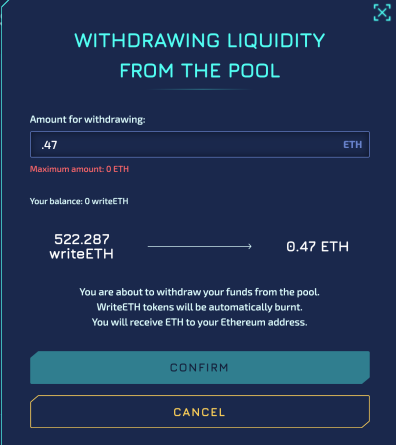 WITHDRAWING LIQUIDITY
FROM THE POOL
Amount for withdrawing:
.47 ETH
Maximum amount: 0 ETH
Your balance: 0 writeETH
522.287
writeETH
0.47 ETH
You are about to withdraw your funds from the pool.
WriteETH tokens will be automatically burnt.
You will receive ETH to your Ethereum address.
CONFIRM
CANCEL